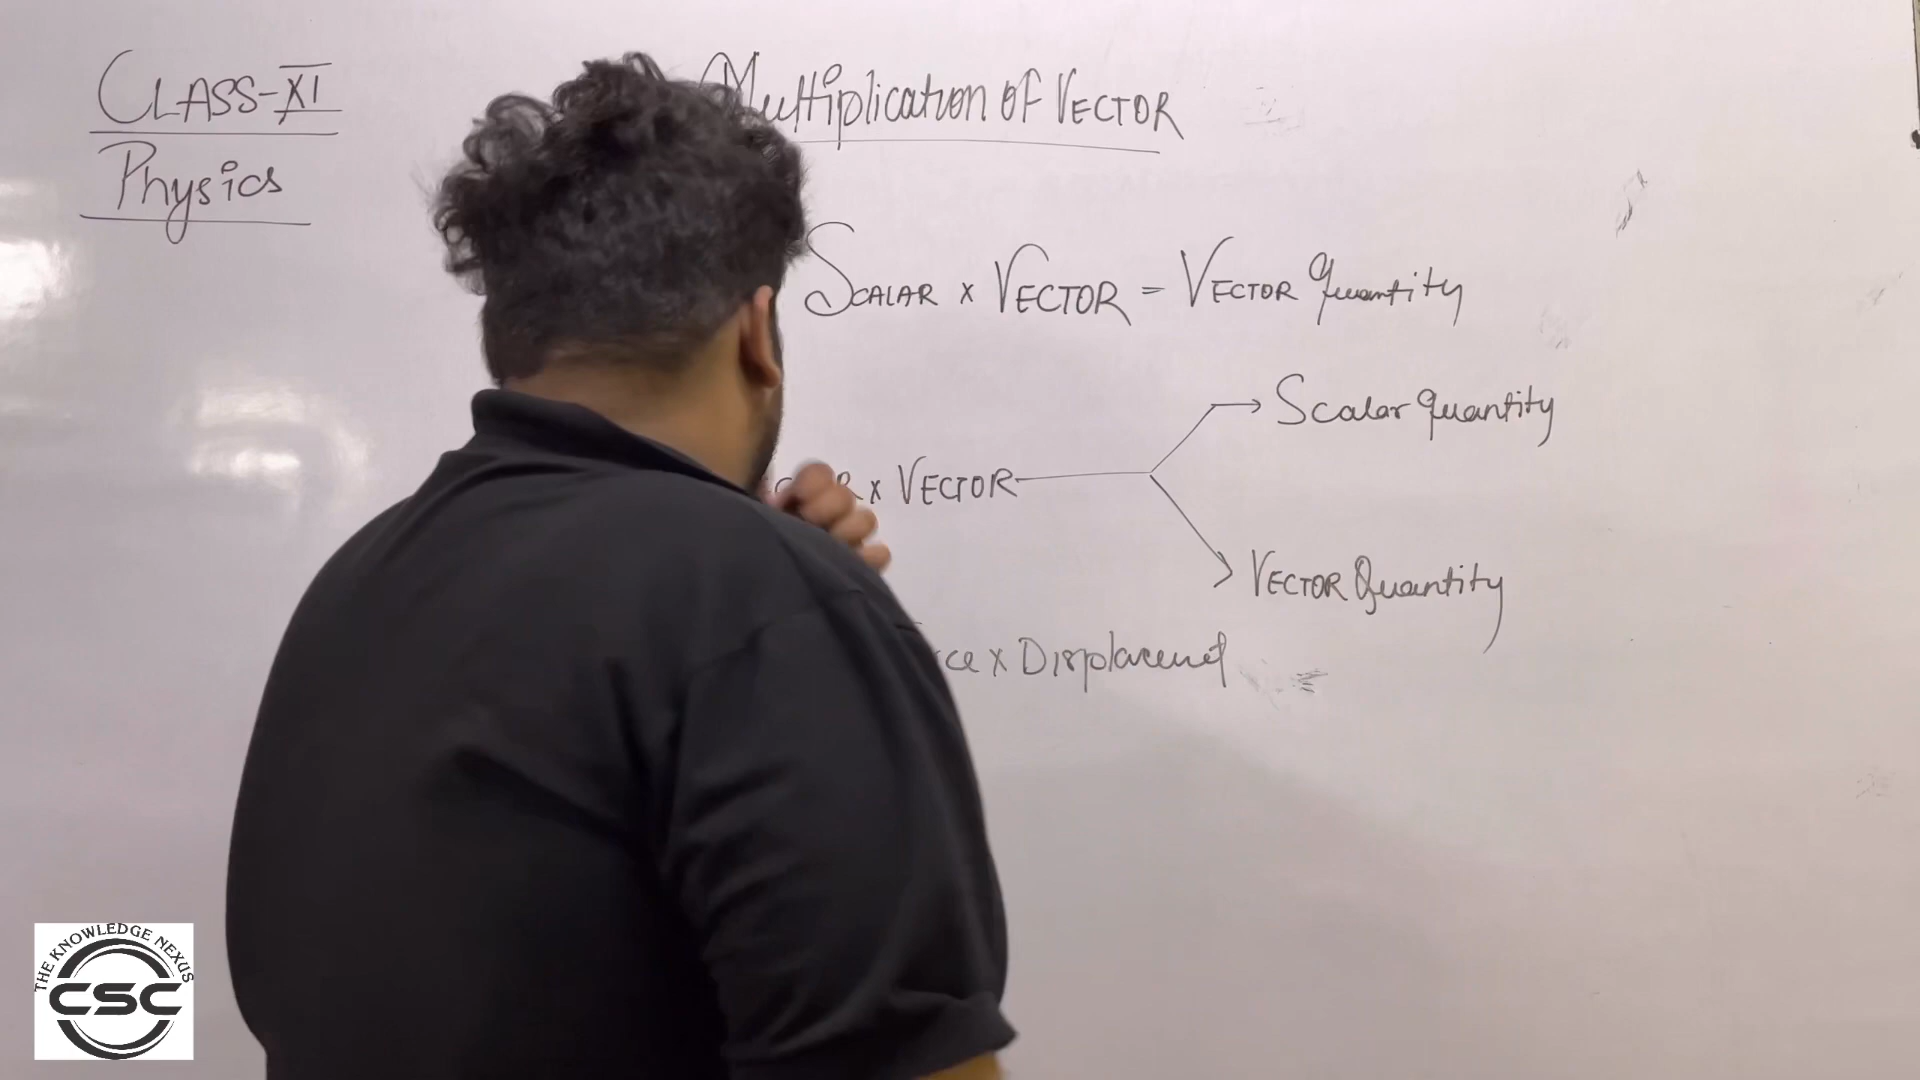 CLASS-XI
Physics
Multiplication of VECTOR
SCALAR x VECTOR = VECTOR Quantity
Scalar quantity
x VECTOR
VECTOR Quantity
x Displacement
THE KNOWLEDGE NEXUS
CSC